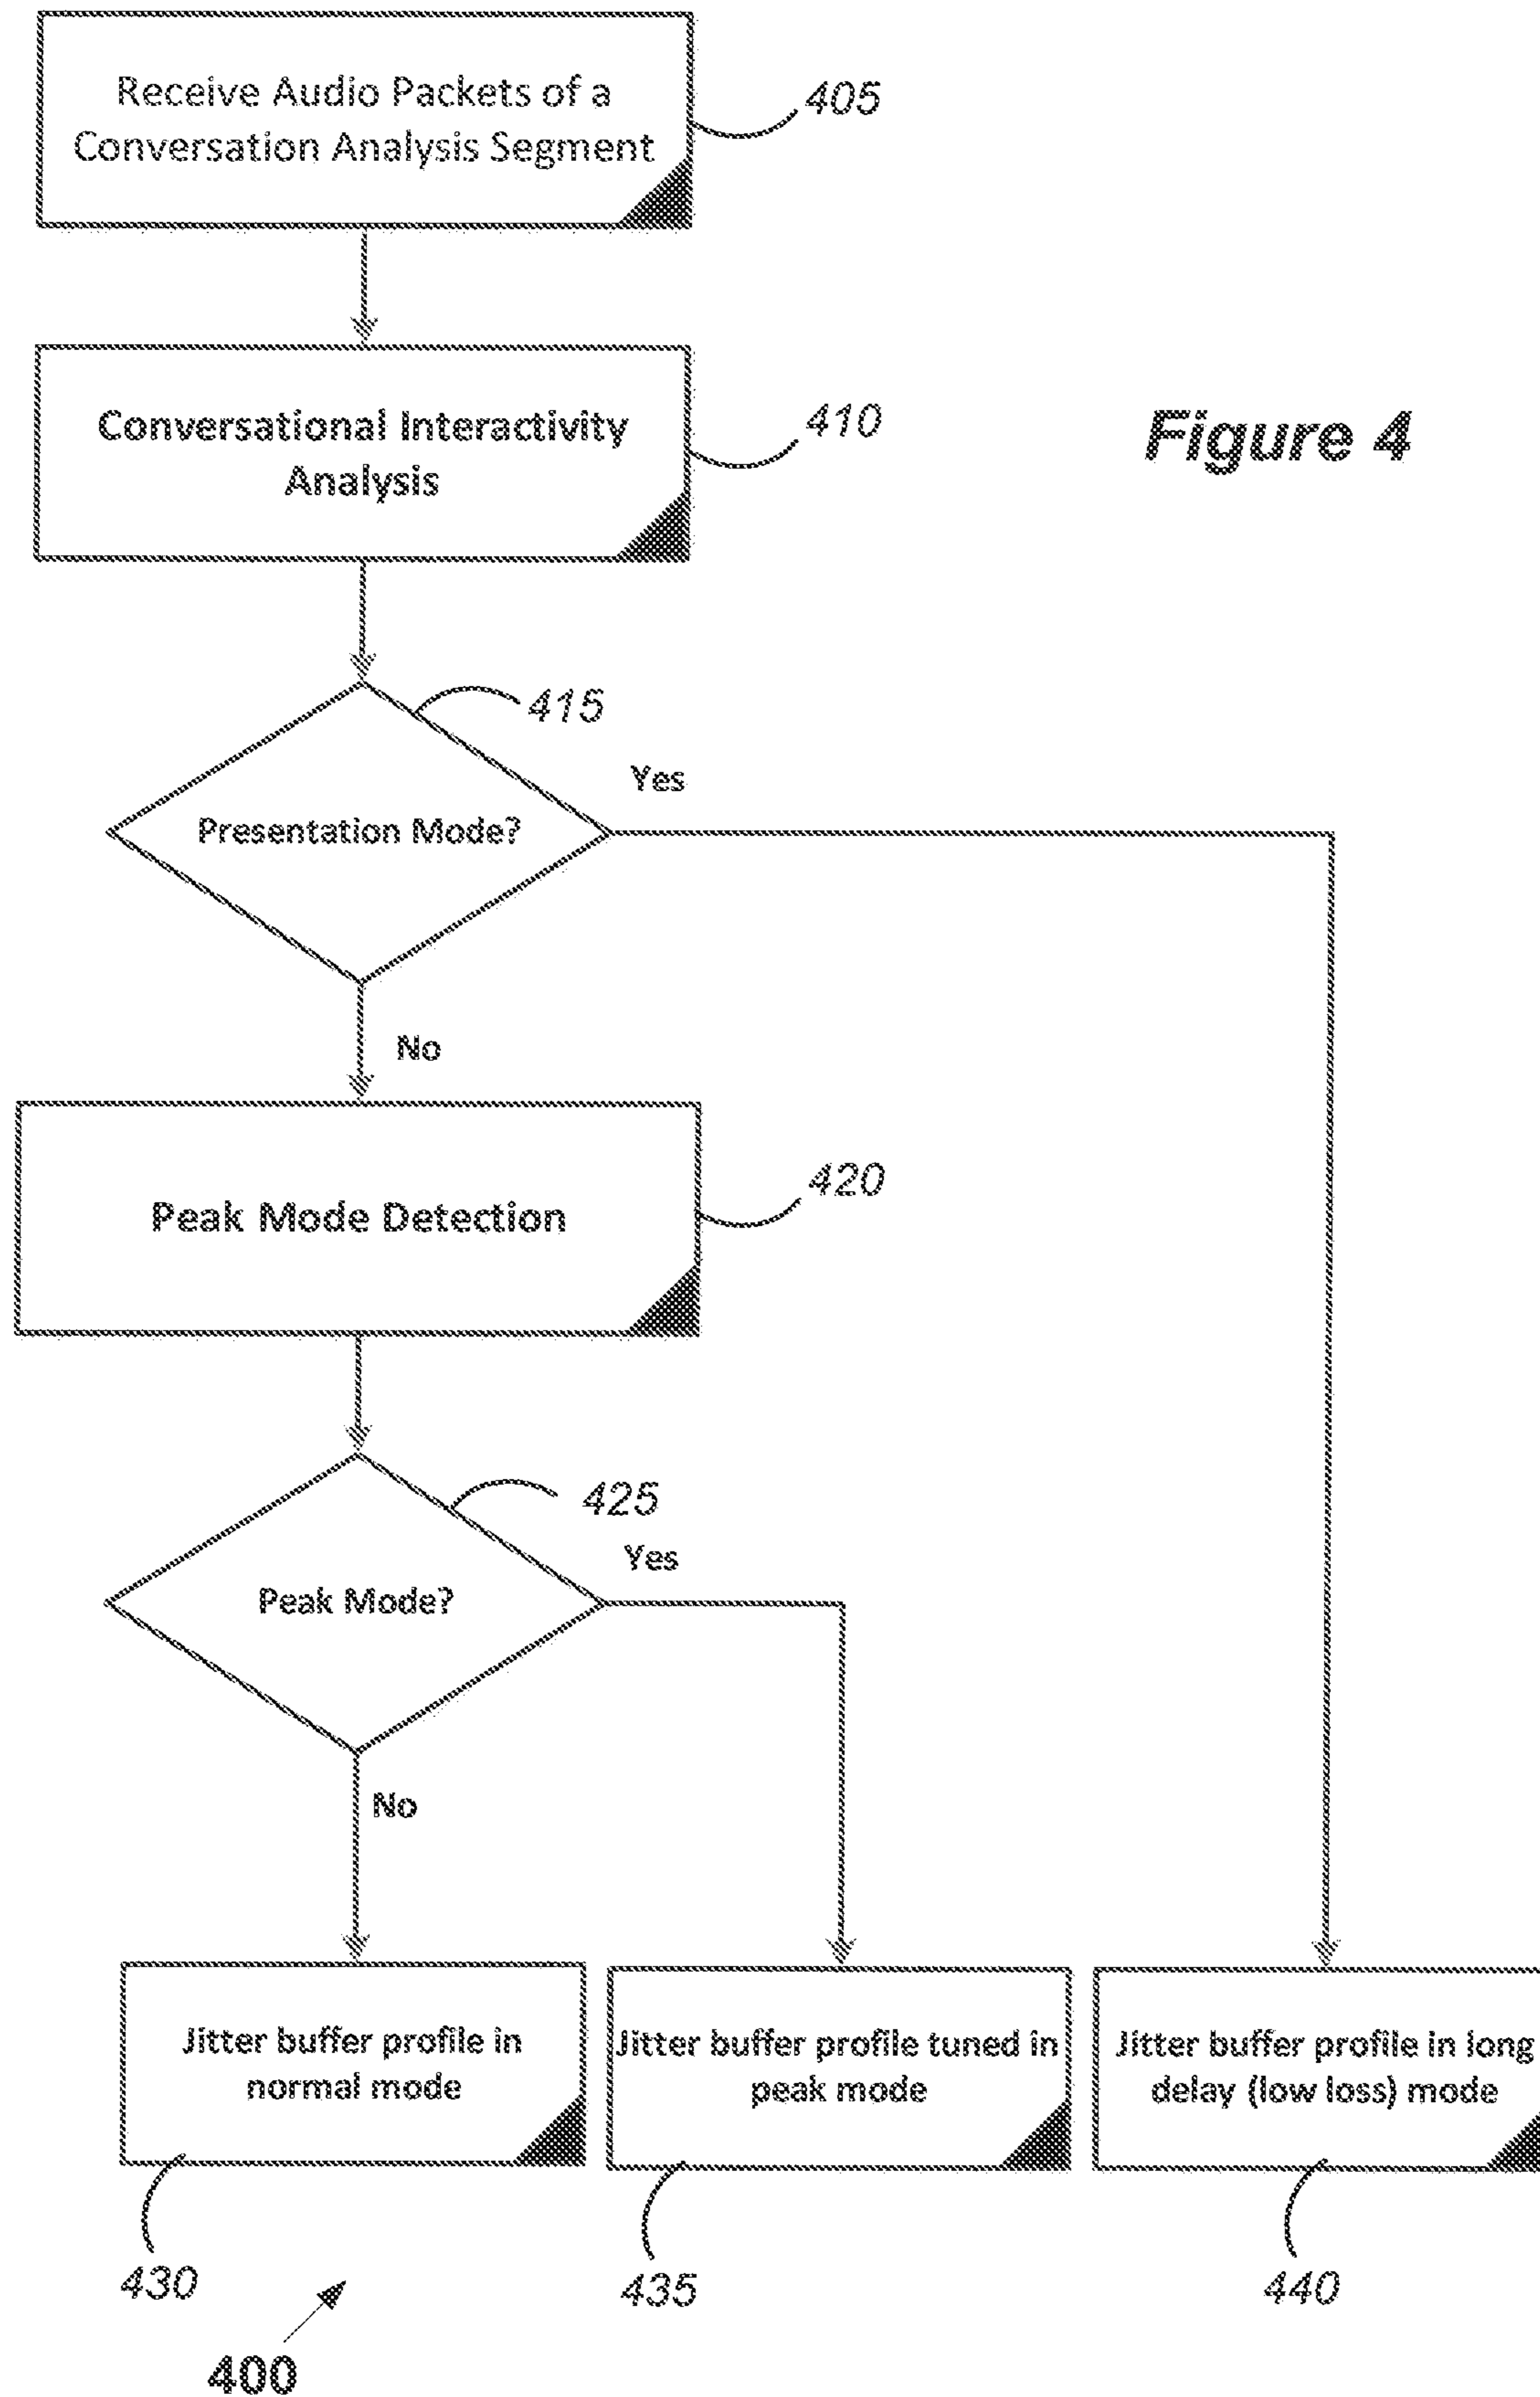 Receive Audio Packets of a
Conversation Analysis Segment
405
Conversational Interactivity
Analysis
410
Figure 4
415
Yes
Presentation Mode?
No
Peak Mode Detection
420
425
Yes
Peak Mode?
No
Jitter buffer profile in
normal mode
Jitter buffer profile tuned in
peak mode
Jitter buffer profile in long
delay (low loss) mode
430
435
440
400